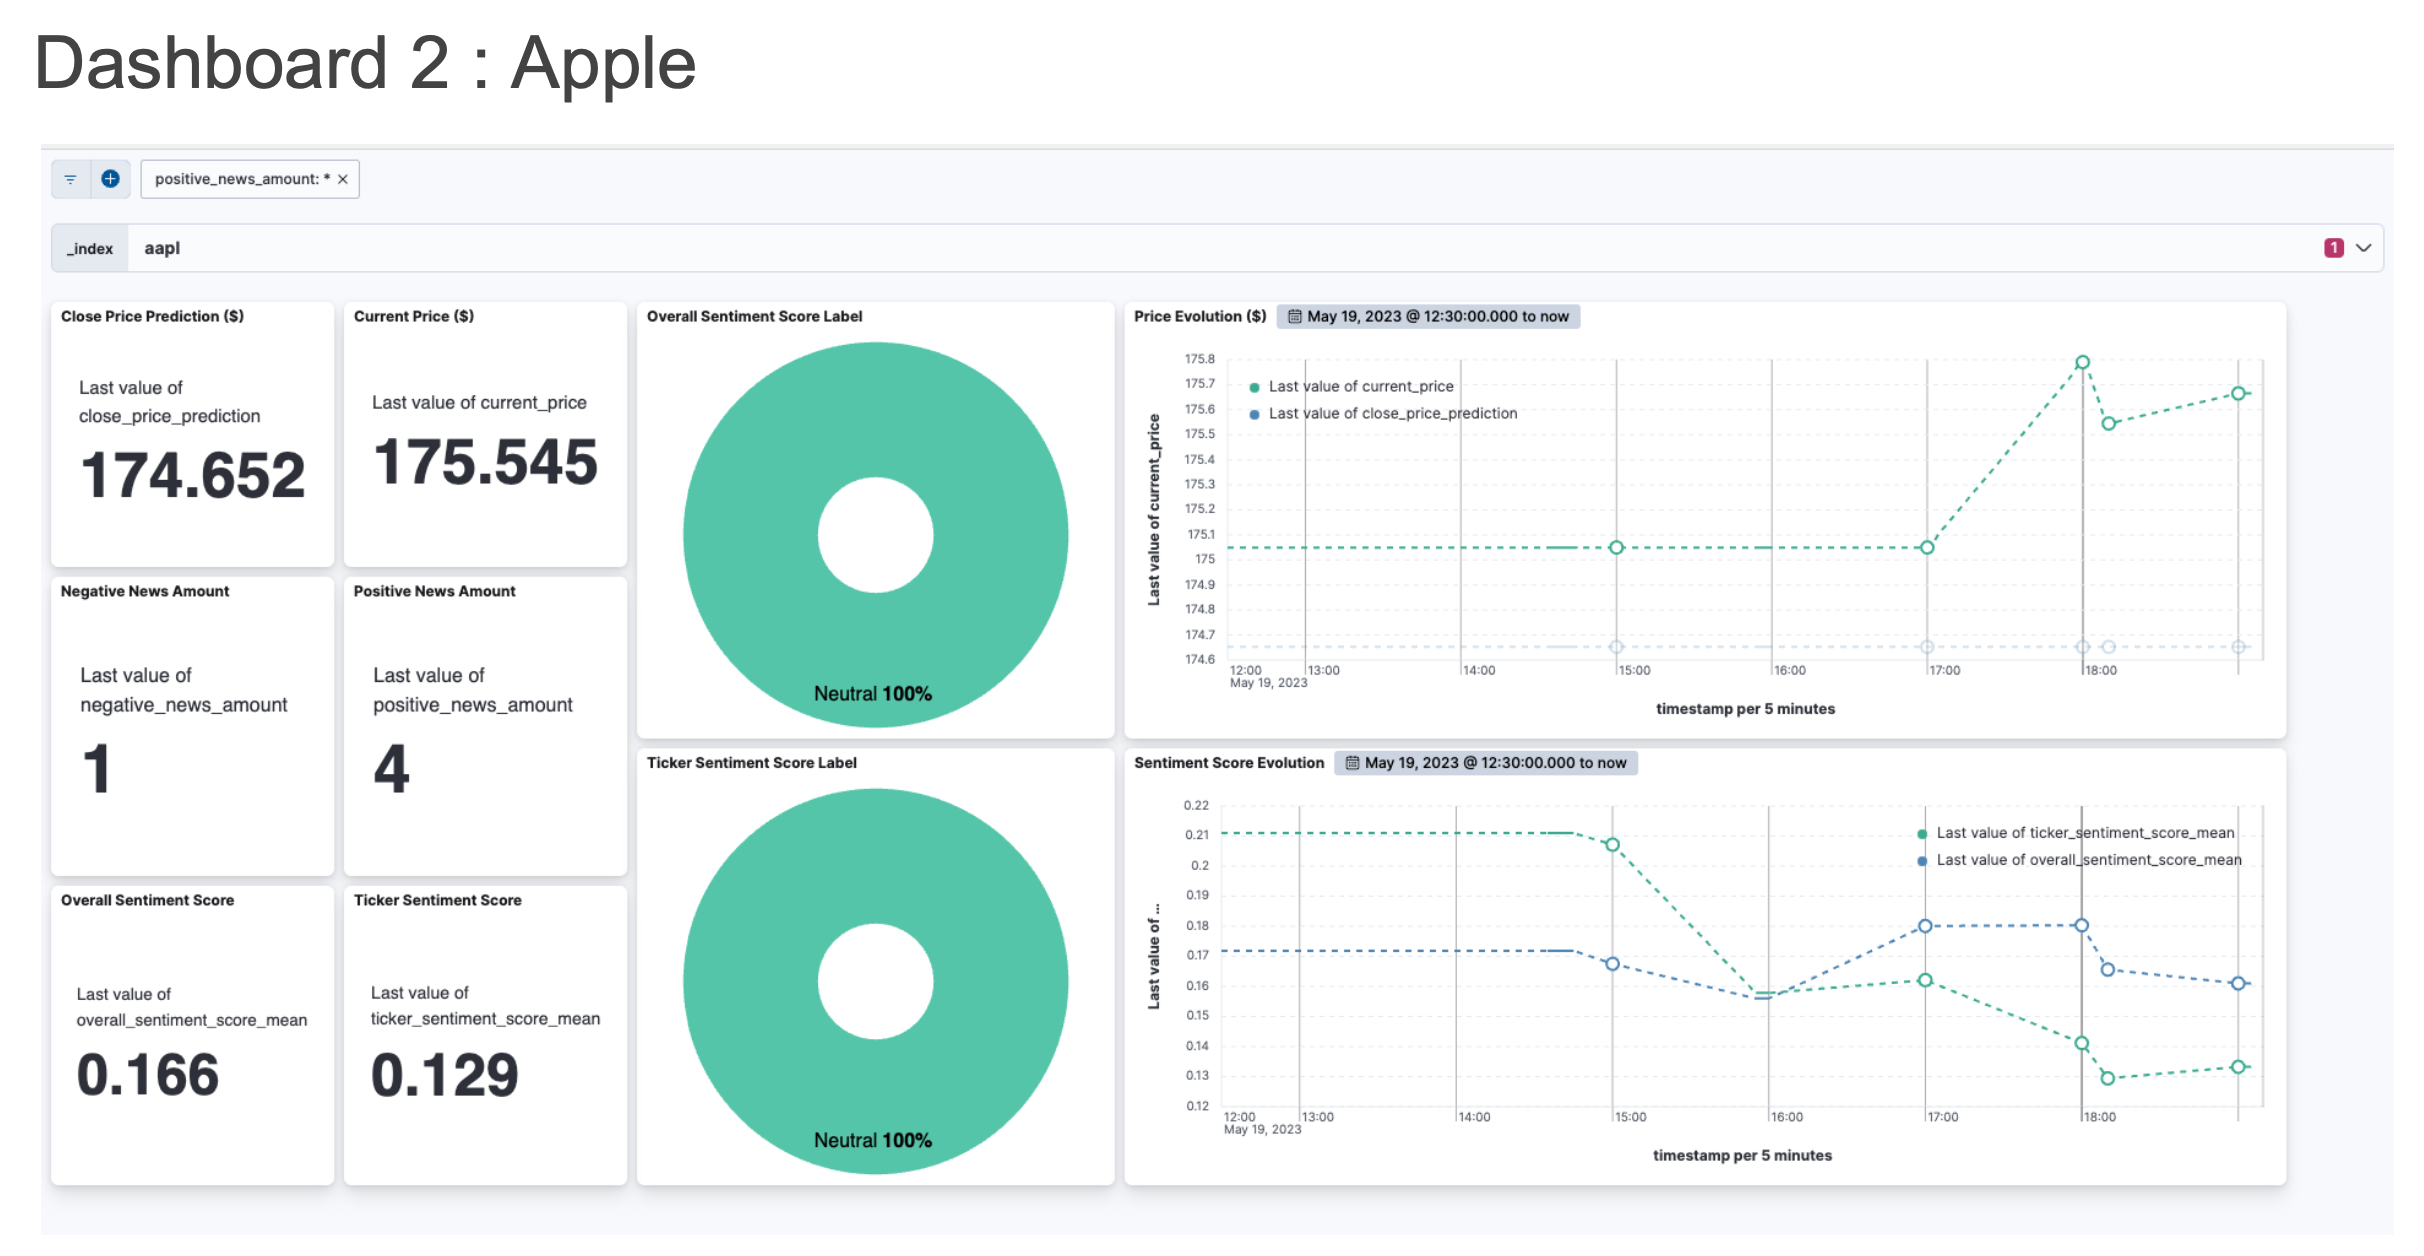 Dashboard 2 : Apple
positive_news_amount: * ×
_index aapl 1
Close Price Prediction ($)
Last value of
close_price_prediction
174.652
Current Price ($)
Last value of current_price
175.545
Negative News Amount
Last value of
negative_news_amount
1
Positive News Amount
Last value of
positive_news_amount
4
Overall Sentiment Score
Last value of
overall_sentiment_score_mean
0.166
Ticker Sentiment Score
Last value of
ticker_sentiment_score_mean
0.129
Overall Sentiment Score Label
Neutral 100%
Ticker Sentiment Score Label
Neutral 100%
Price Evolution ($) May 19, 2023 @ 12:30:00.000 to now
Last value of current_price
175.8
175.7
175.6
175.5
175.4
175.3
175.2
175.1
175
174.9
174.8
174.7
174.6
Last value of current_price
Last value of close_price_prediction
12:00 13:00 14:00 15:00 16:00 17:00 18:00
May 19, 2023
timestamp per 5 minutes
Sentiment Score Evolution May 19, 2023 @ 12:30:00.000 to now
Last value of ...
0.22
0.21
0.2
0.19
0.18
0.17
0.16
0.15
0.14
0.13
0.12
Last value of ticker_sentiment_score_mean
Last value of overall_sentiment_score_mean
12:00 13:00 14:00 15:00 16:00 17:00 18:00
May 19, 2023
timestamp per 5 minutes